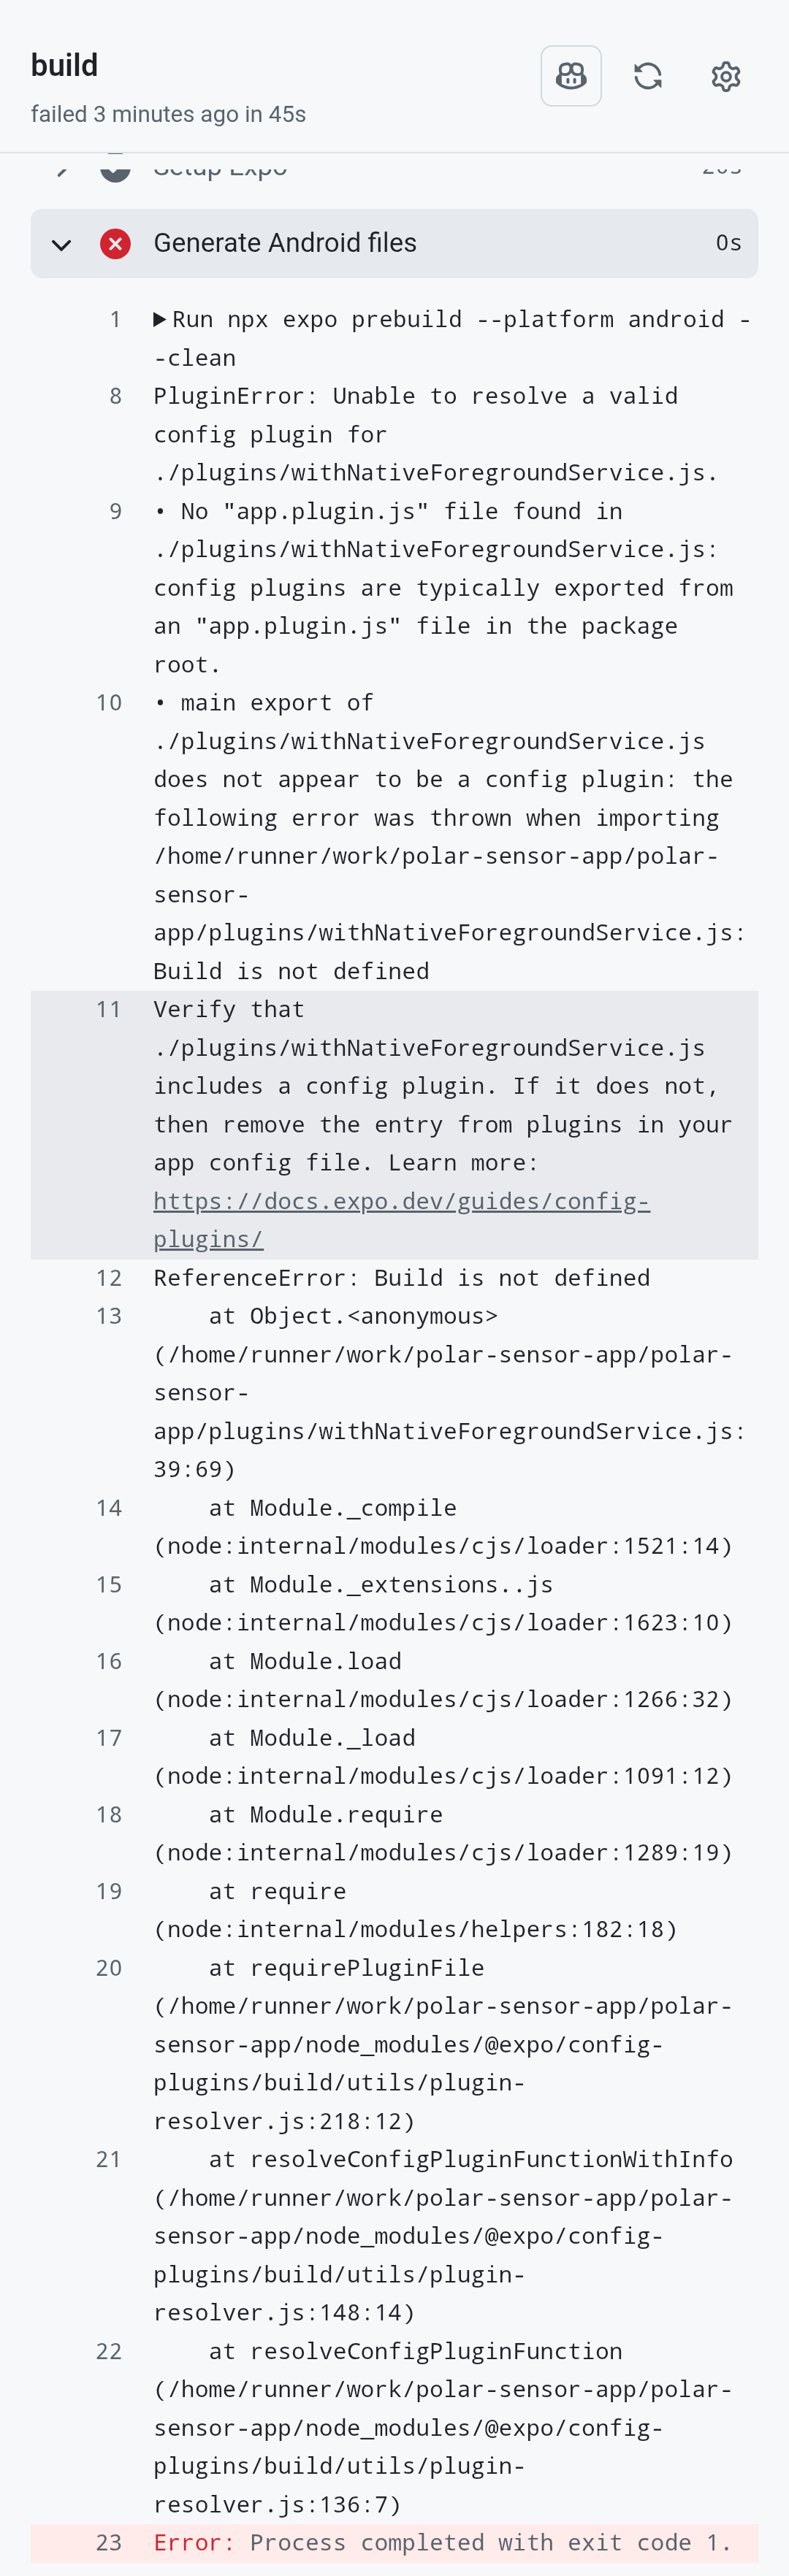 build
failed 3 minutes ago in 45s
Setup Expo
Generate Android files 0s
1 Run npx expo prebuild --platform android -
-clean
8 PluginError: Unable to resolve a valid
config plugin for
./plugins/withNativeForegroundService.js.
9 • No "app.plugin.js" file found in
./plugins/withNativeForegroundService.js:
config plugins are typically exported from
an "app.plugin.js" file in the package
root.
10 • main export of
./plugins/withNativeForegroundService.js
does not appear to be a config plugin: the
following error was thrown when importing
/home/runner/work/polar-sensor-app/polar-
sensor-
app/plugins/withNativeForegroundService.js:
Build is not defined
11 Verify that
./plugins/withNativeForegroundService.js
includes a config plugin. If it does not,
then remove the entry from plugins in your
app config file. Learn more:
https://docs.expo.dev/guides/config-
plugins/
12 ReferenceError: Build is not defined
13 at Object.<anonymous>
(/home/runner/work/polar-sensor-app/polar-
sensor-
app/plugins/withNativeForegroundService.js:
39:69)
14 at Module._compile
(node:internal/modules/cjs/loader:1521:14)
15 at Module._extensions..js
(node:internal/modules/cjs/loader:1623:10)
16 at Module.load
(node:internal/modules/cjs/loader:1266:32)
17 at Module._load
(node:internal/modules/cjs/loader:1091:12)
18 at Module.require
(node:internal/modules/cjs/loader:1289:19)
19 at require
(node:internal/modules/helpers:182:18)
20 at requirePluginFile
(/home/runner/work/polar-sensor-app/polar-
sensor-app/node_modules/@expo/config-
plugins/build/utils/plugin-
resolver.js:218:12)
21 at resolveConfigPluginFunctionWithInfo
(/home/runner/work/polar-sensor-app/polar-
sensor-app/node_modules/@expo/config-
plugins/build/utils/plugin-
resolver.js:148:14)
22 at resolveConfigPluginFunction
(/home/runner/work/polar-sensor-app/polar-
sensor-app/node_modules/@expo/config-
plugins/build/utils/plugin-
resolver.js:136:7)
23 Error: Process completed with exit code 1.